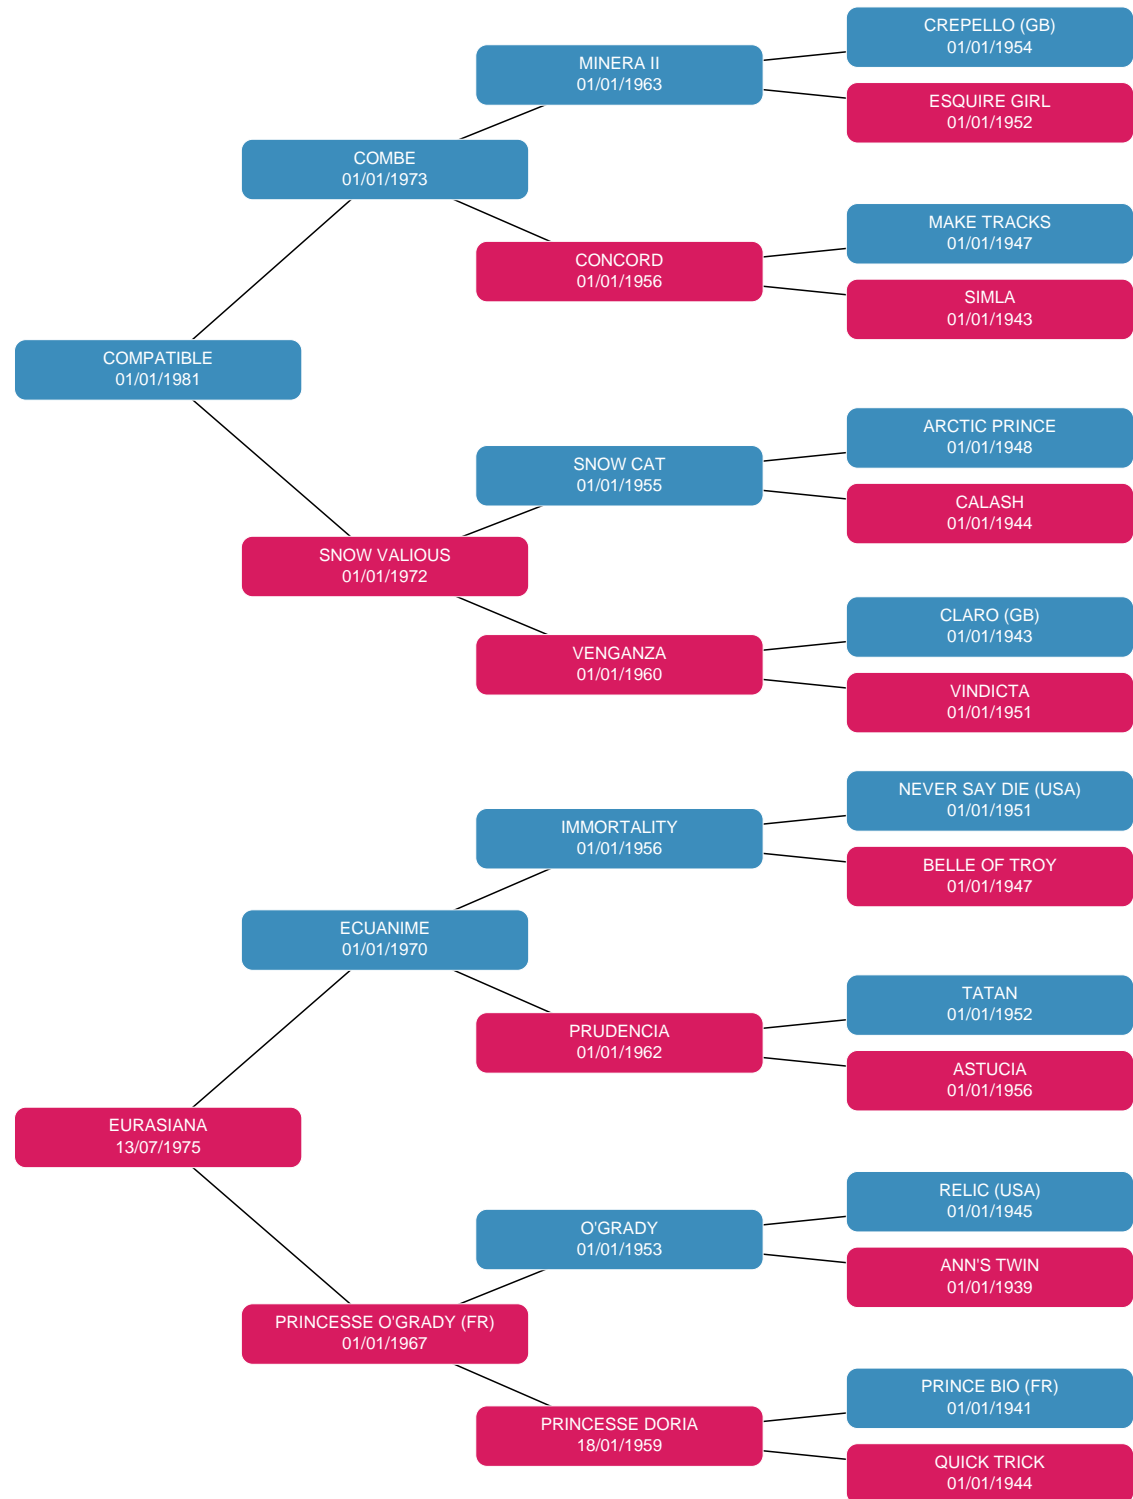 CREPELLO (GB)
01/01/1954
MINERA II
01/01/1963
ESQUIRE GIRL
01/01/1952
COMBE
01/01/1973
MAKE TRACKS
01/01/1947
CONCORD
01/01/1956
SIMLA
01/01/1943
COMPATIBLE
01/01/1981
ARCTIC PRINCE
01/01/1948
SNOW CAT
01/01/1955
CALASH
01/01/1944
SNOW VALIOUS
01/01/1972
CLARO (GB)
01/01/1943
VENGANZA
01/01/1960
VINDICTA
01/01/1951
NEVER SAY DIE (USA)
01/01/1951
IMMORTALITY
01/01/1956
BELLE OF TROY
01/01/1947
ECUANIME
01/01/1970
TATAN
01/01/1952
PRUDENCIA
01/01/1962
ASTUCIA
01/01/1956
EURASIANA
13/07/1975
RELIC (USA)
01/01/1945
O'GRADY
01/01/1953
ANN'S TWIN
01/01/1939
PRINCESSE O'GRADY (FR)
01/01/1967
PRINCE BIO (FR)
01/01/1941
PRINCESSE DORIA
18/01/1959
QUICK TRICK
01/01/1944